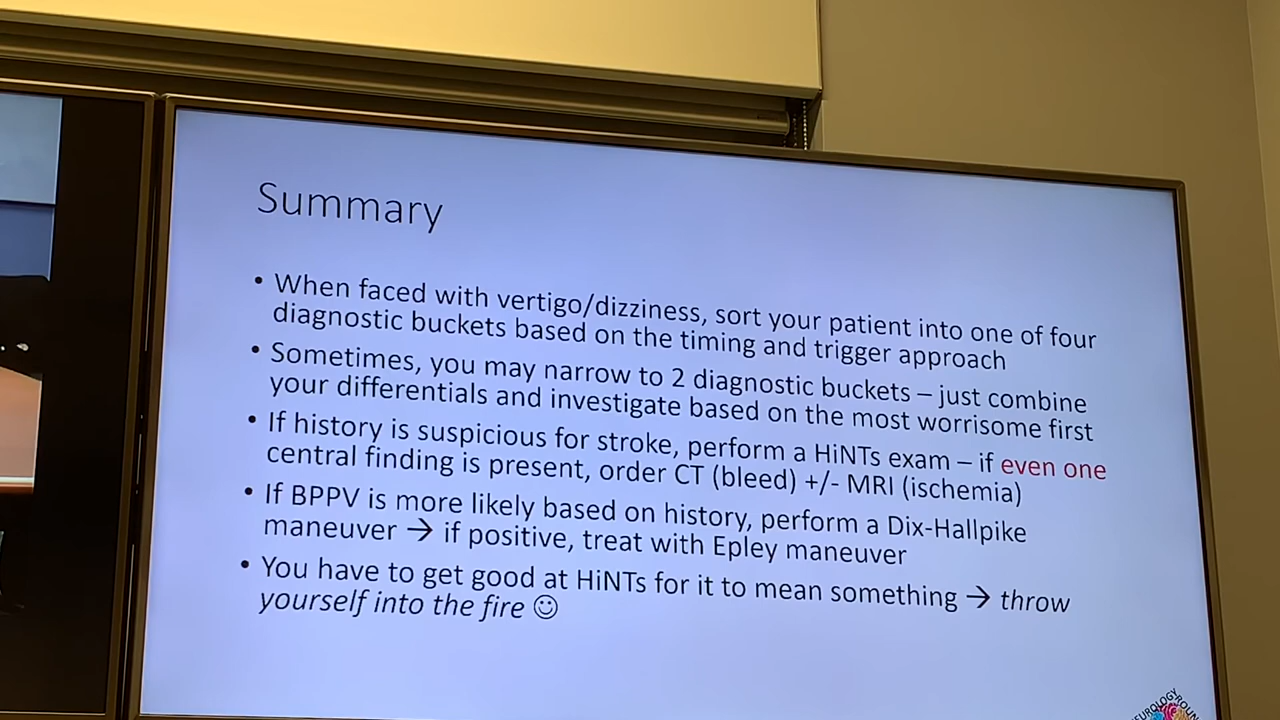 Summary
• When faced with vertigo/dizziness, sort your patient into one of four
diagnostic buckets based on the timing and trigger approach
• Sometimes, you may narrow to 2 diagnostic buckets – just combine
your differentials and investigate based on the most worrisome first
• If history is suspicious for stroke, perform a HiNTs exam – if even one
central finding is present, order CT (bleed) +/- MRI (ischemia)
• If BPPV is more likely based on history, perform a Dix-Hallpike
maneuver → if positive, treat with Epley maneuver
• You have to get good at HiNTs for it to mean something → throw
yourself into the fire ☺